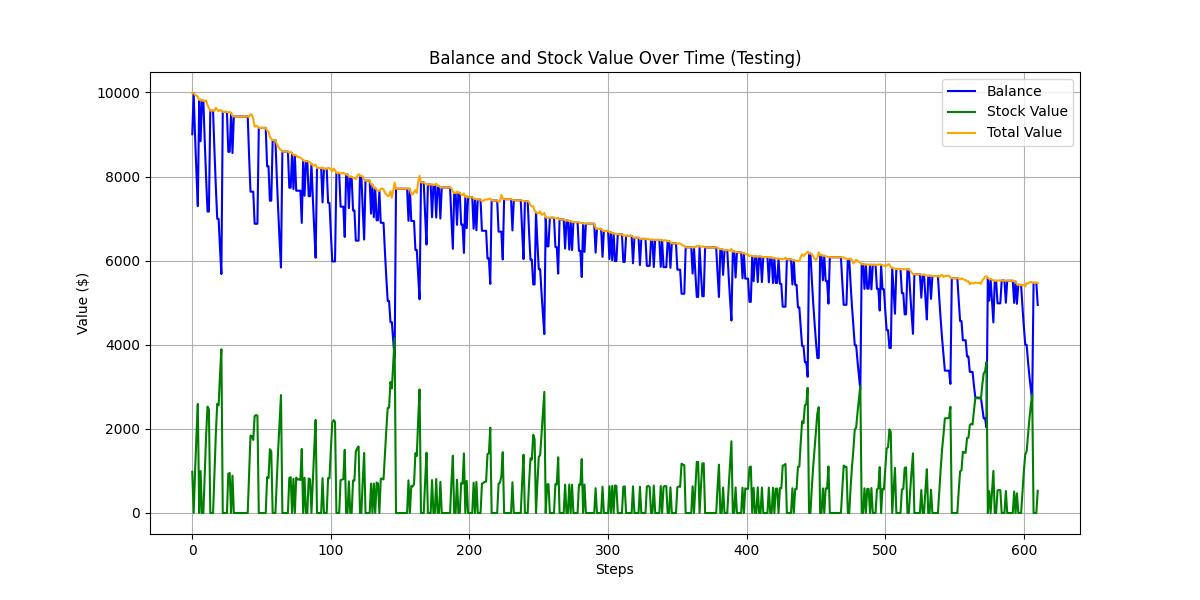 Balance and Stock Value Over Time (Testing)
Value ($)
10000
8000
6000
4000
2000
0
Balance
Stock Value
Total Value
0 100 200 300 400 500 600
Steps